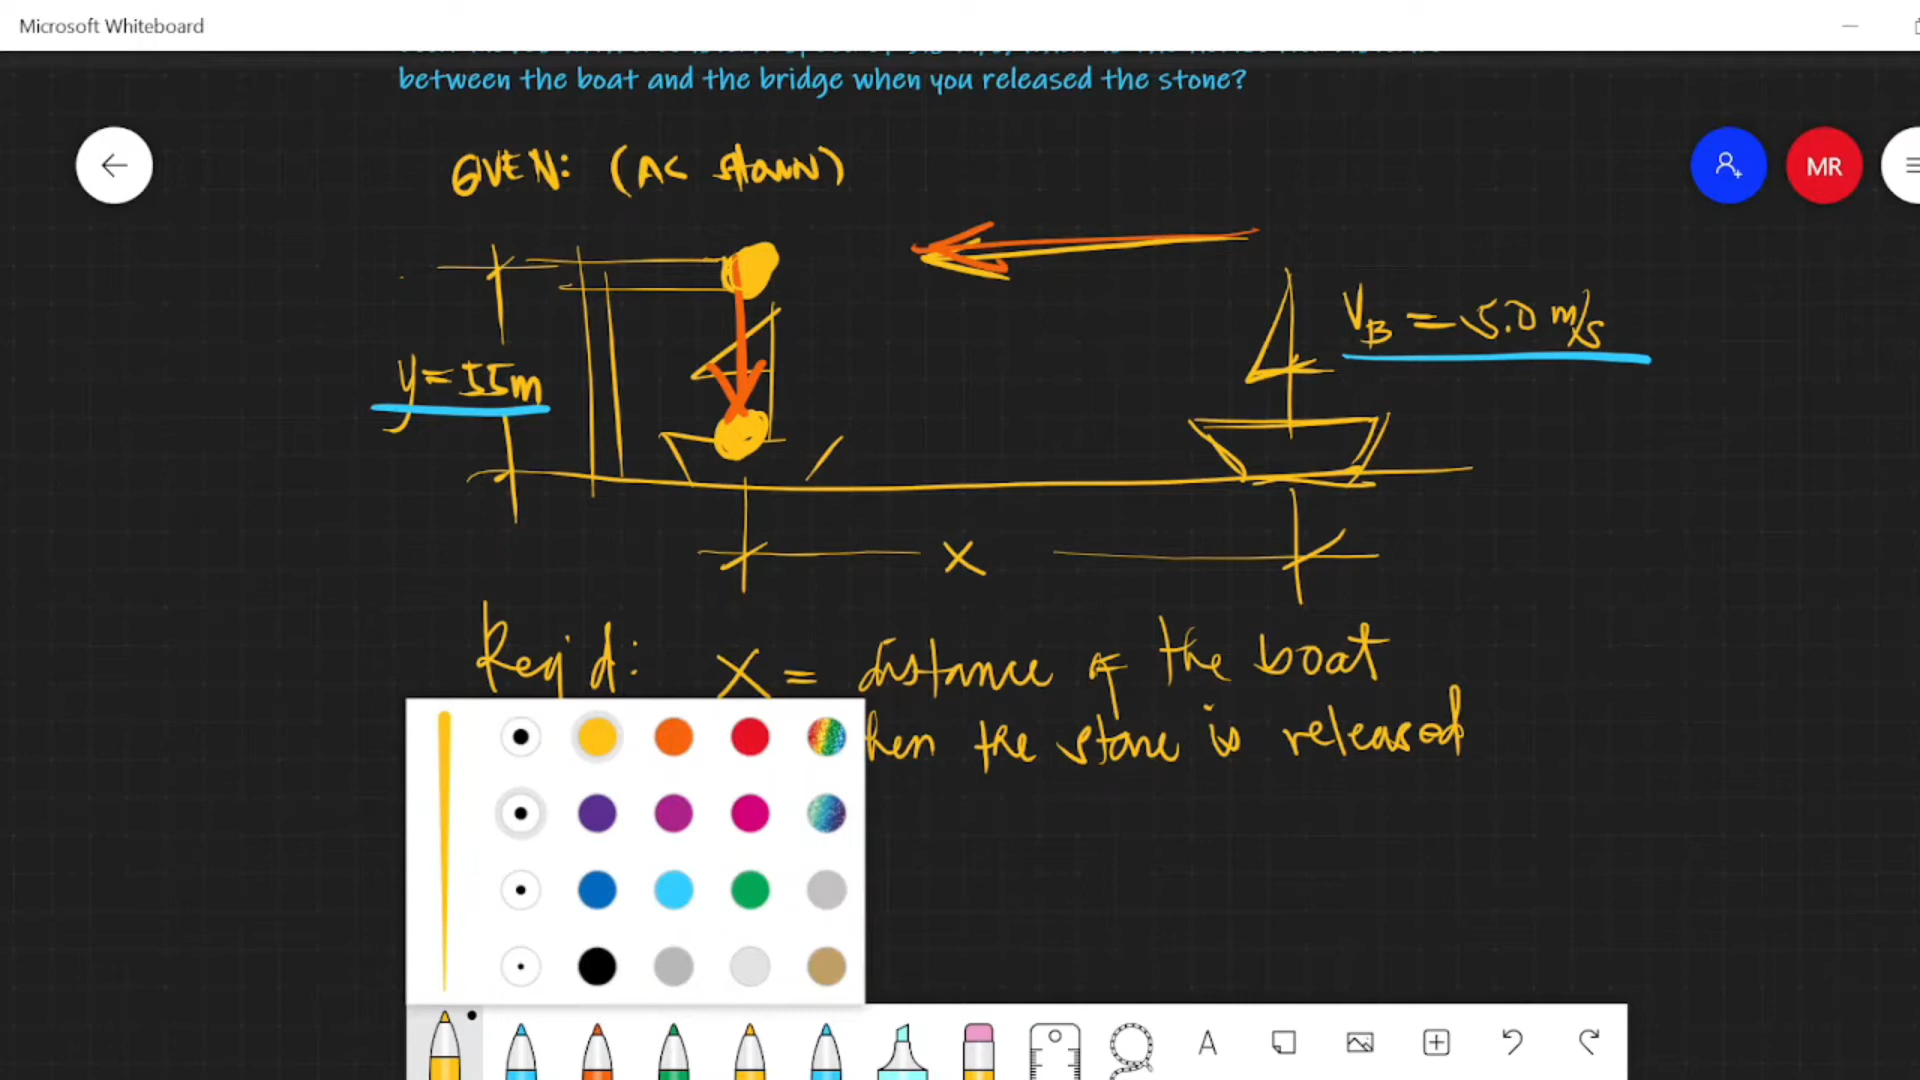 Microsoft Whiteboard
between the boat and the bridge when you released the stone?
MR
GIVEN: (AS SHOWN)
VB = 5.0 m/s
y = 55m
X
Req'd: X = distance of the boat
hen the stone is released
A